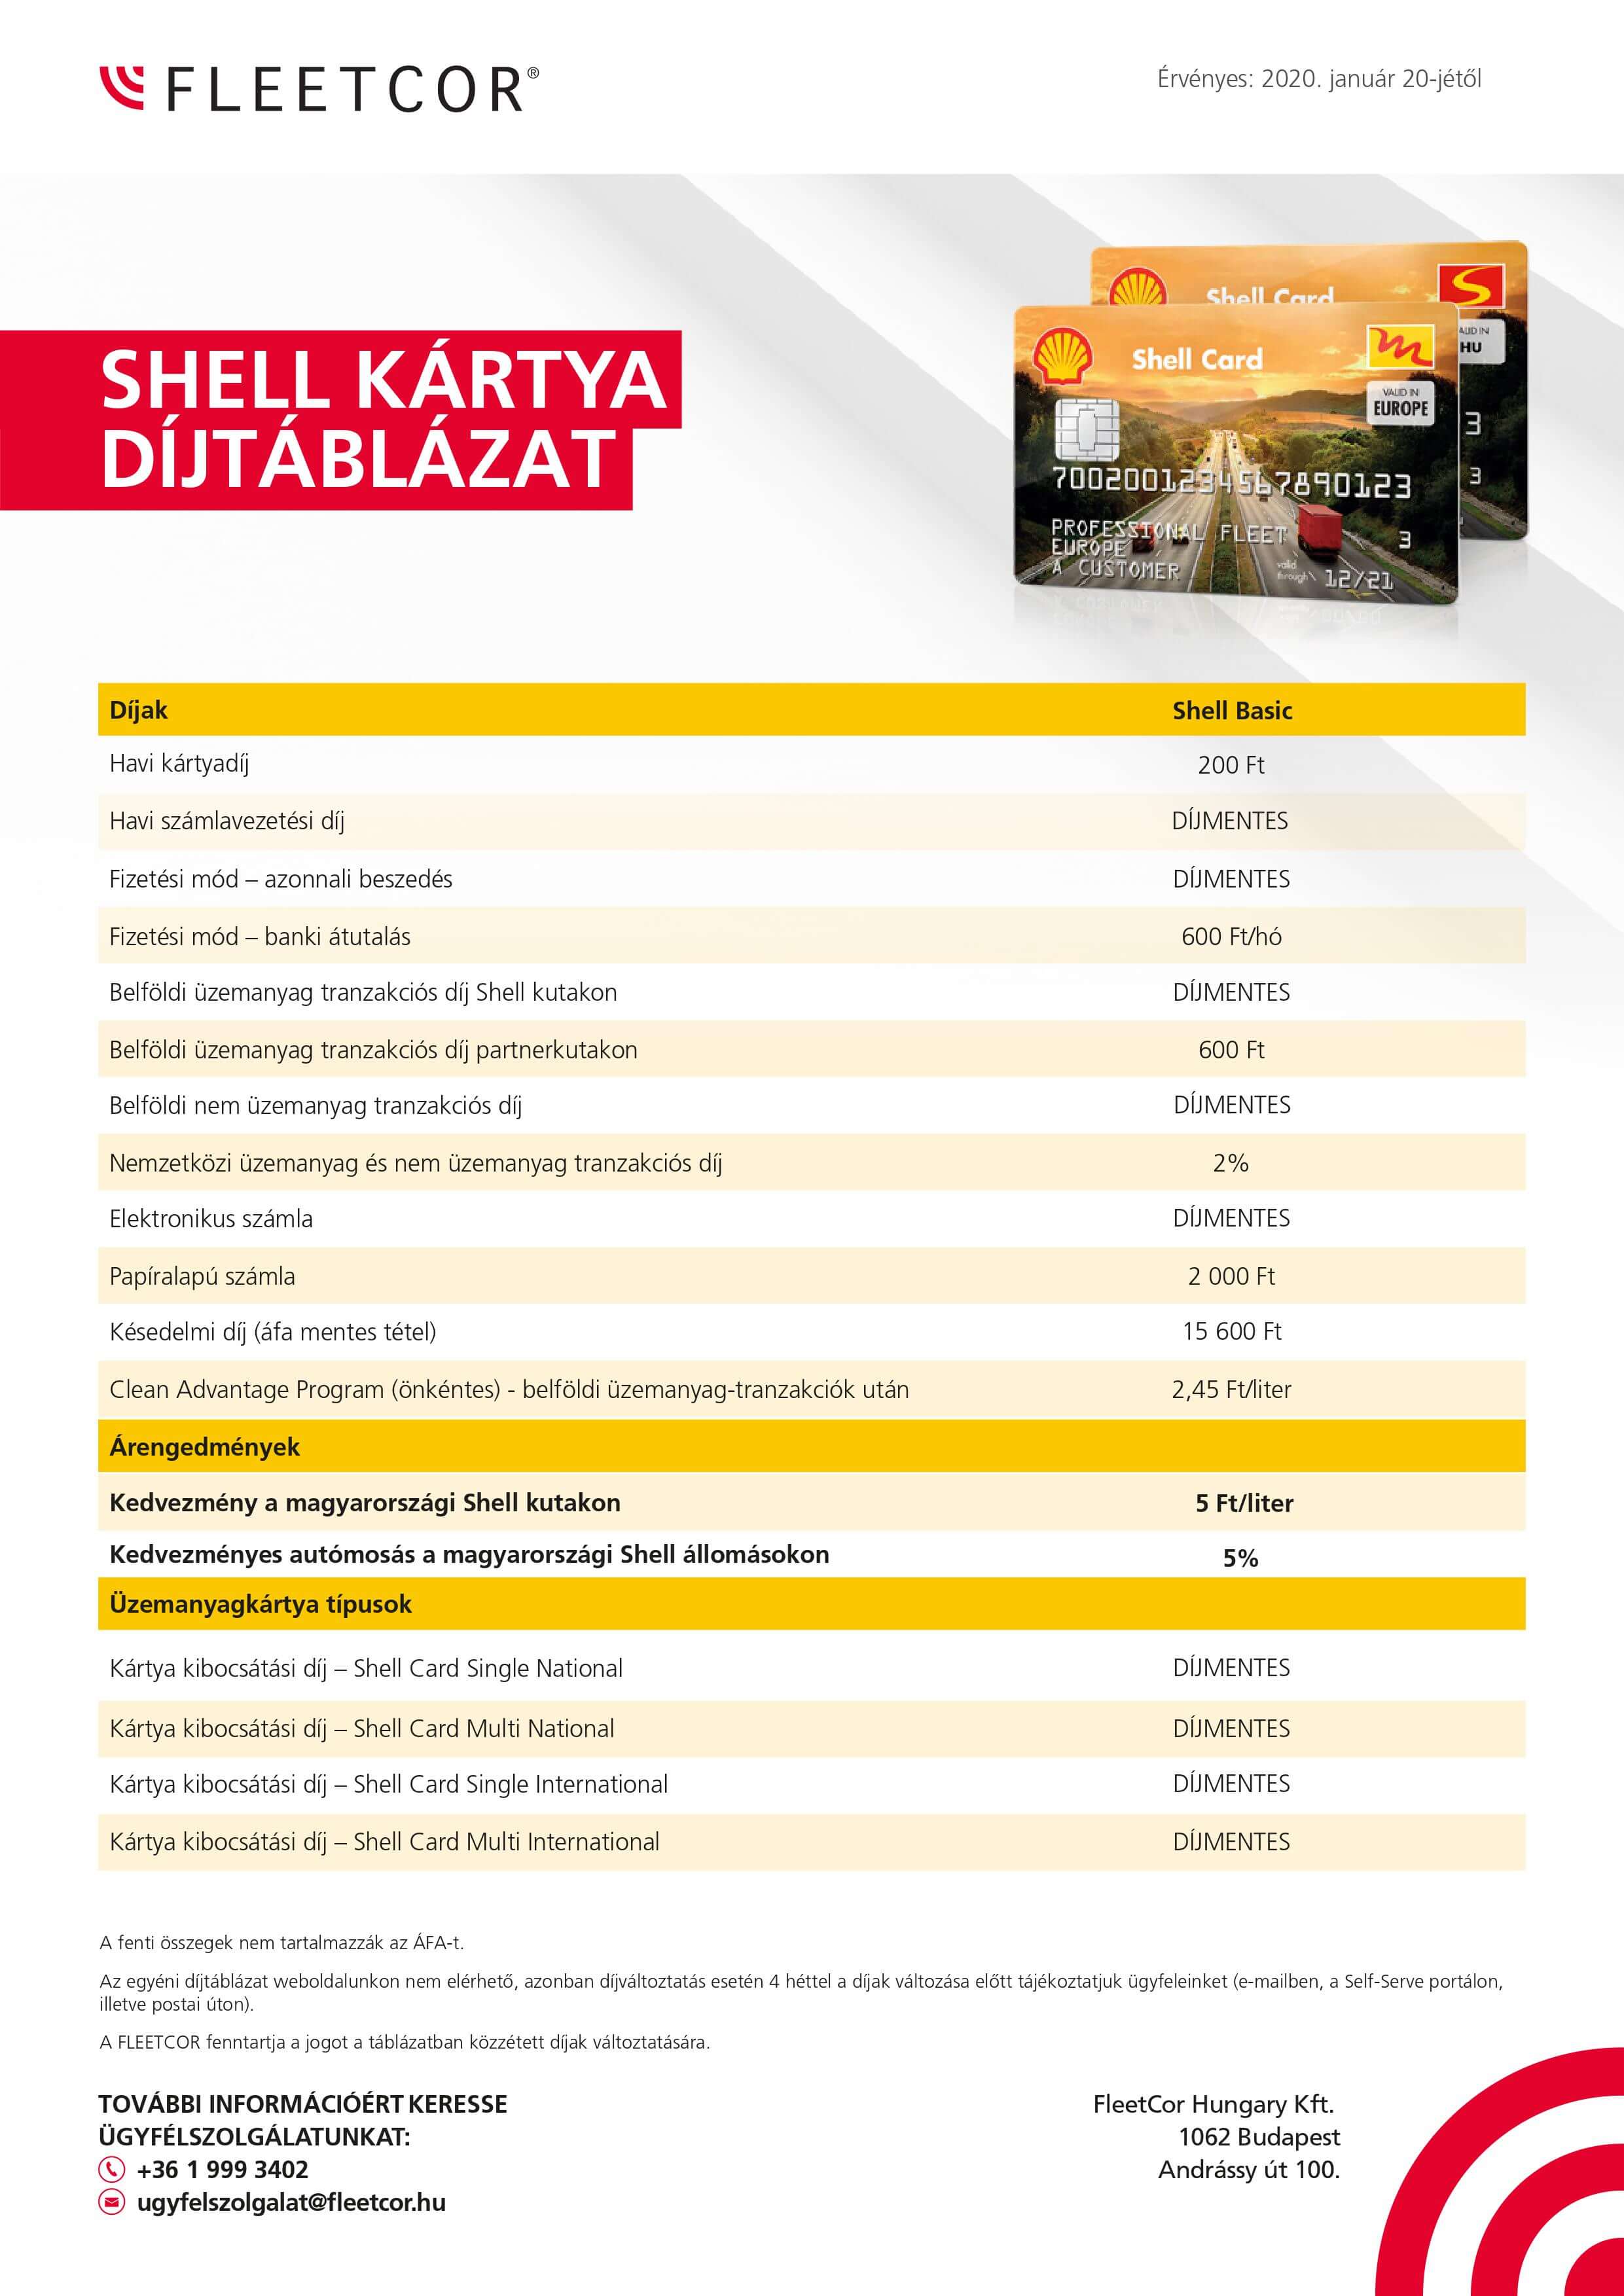 FLEETCOR®
Érvényes: 2020. január 20-jétől
Shell Card
VALID IN
HU
3
3
Shell Card
VALID IN
EUROPE
7002001234567890123
PROFESSIONAL FLEET
EUROPE
3
A CUSTOMER
valid
through
12/21
SHELL KÁRTYA
DÍJTÁBLÁZAT
Díjak Shell Basic
Havi kártyadíj 200 Ft
Havi számlavezetési díj DÍJMENTES
Fizetési mód – azonnali beszedés DÍJMENTES
Fizetési mód – banki átutalás 600 Ft/hó
Belföldi üzemanyag tranzakciós díj Shell kutakon DÍJMENTES
Belföldi üzemanyag tranzakciós díj partnerkutakon 600 Ft
Belföldi nem üzemanyag tranzakciós díj DÍJMENTES
Nemzetközi üzemanyag és nem üzemanyag tranzakciós díj 2%
Elektronikus számla DÍJMENTES
Papíralapú számla 2 000 Ft
Késedelmi díj (áfa mentes tétel) 15 600 Ft
Clean Advantage Program (önkéntes) - belföldi üzemanyag-tranzakciók után 2,45 Ft/liter
Árengedmények
Kedvezmény a magyarországi Shell kutakon 5 Ft/liter
Kedvezményes autómosás a magyarországi Shell állomásokon 5%
Üzemanyagkártya típusok
Kártya kibocsátási díj – Shell Card Single National DÍJMENTES
Kártya kibocsátási díj – Shell Card Multi National DÍJMENTES
Kártya kibocsátási díj – Shell Card Single International DÍJMENTES
Kártya kibocsátási díj – Shell Card Multi International DÍJMENTES
A fenti összegek nem tartalmazzák az ÁFA-t.
Az egyéni díjtáblázat weboldalunkon nem elérhető, azonban díjváltoztatás esetén 4 héttel a díjak változása előtt tájékoztatjuk ügyfeleinket (e-mailben, a Self-Serve portálon,
illetve postai úton).
A FLEETCOR fenntartja a jogot a táblázatban közzétett díjak változtatására.
TOVÁBBI INFORMÁCIÓÉRT KERESSE
ÜGYFÉLSZOLGÁLATUNKAT:
+36 1 999 3402
ugyfelszolgalat@fleetcor.hu
FleetCor Hungary Kft.
1062 Budapest
Andrássy út 100.